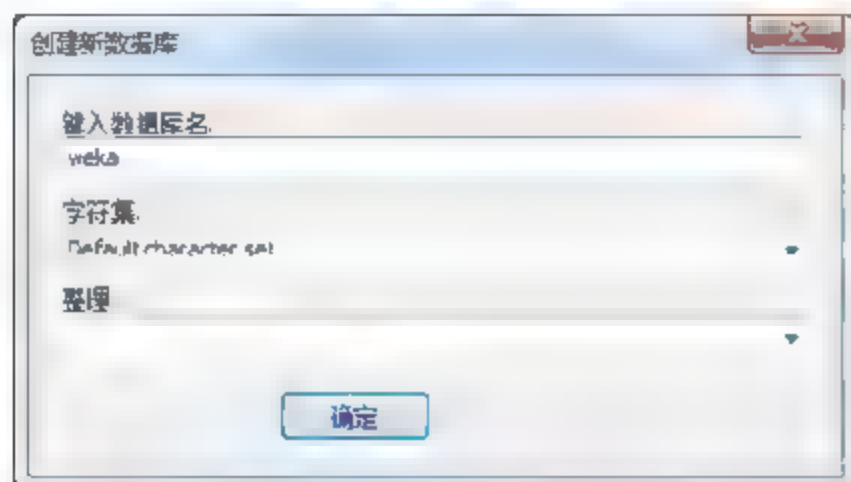 创建新数据库
键入数据库名
weka
字符集
Default character set
整理
确定